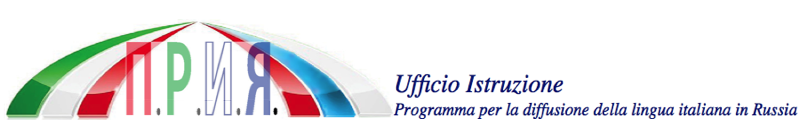 П.Р.И.Я.
Ufficio Istruzione
Programma per la diffusione della lingua italiana in Russia